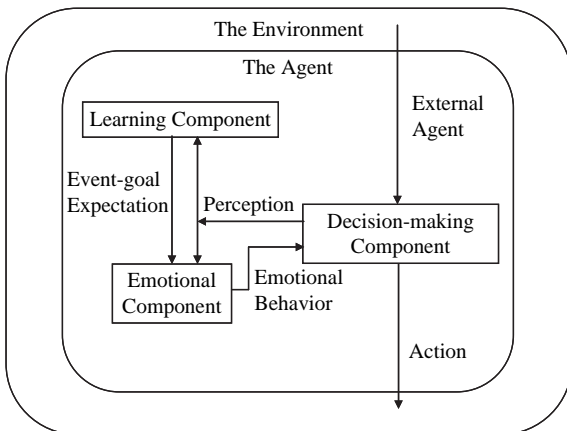 The Environment
The Agent
Learning Component
External
Agent
Event-goal
Expectation
Perception
Decision-making
Component
Emotional
Component
Emotional
Behavior
Action